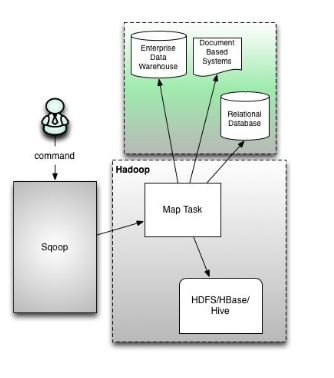 Enterprise
Data
Warehouse
Document
Based
Systems
Relational
Database
command
Hadoop
Sqoop
Map Task
HDFS/HBase/
Hive